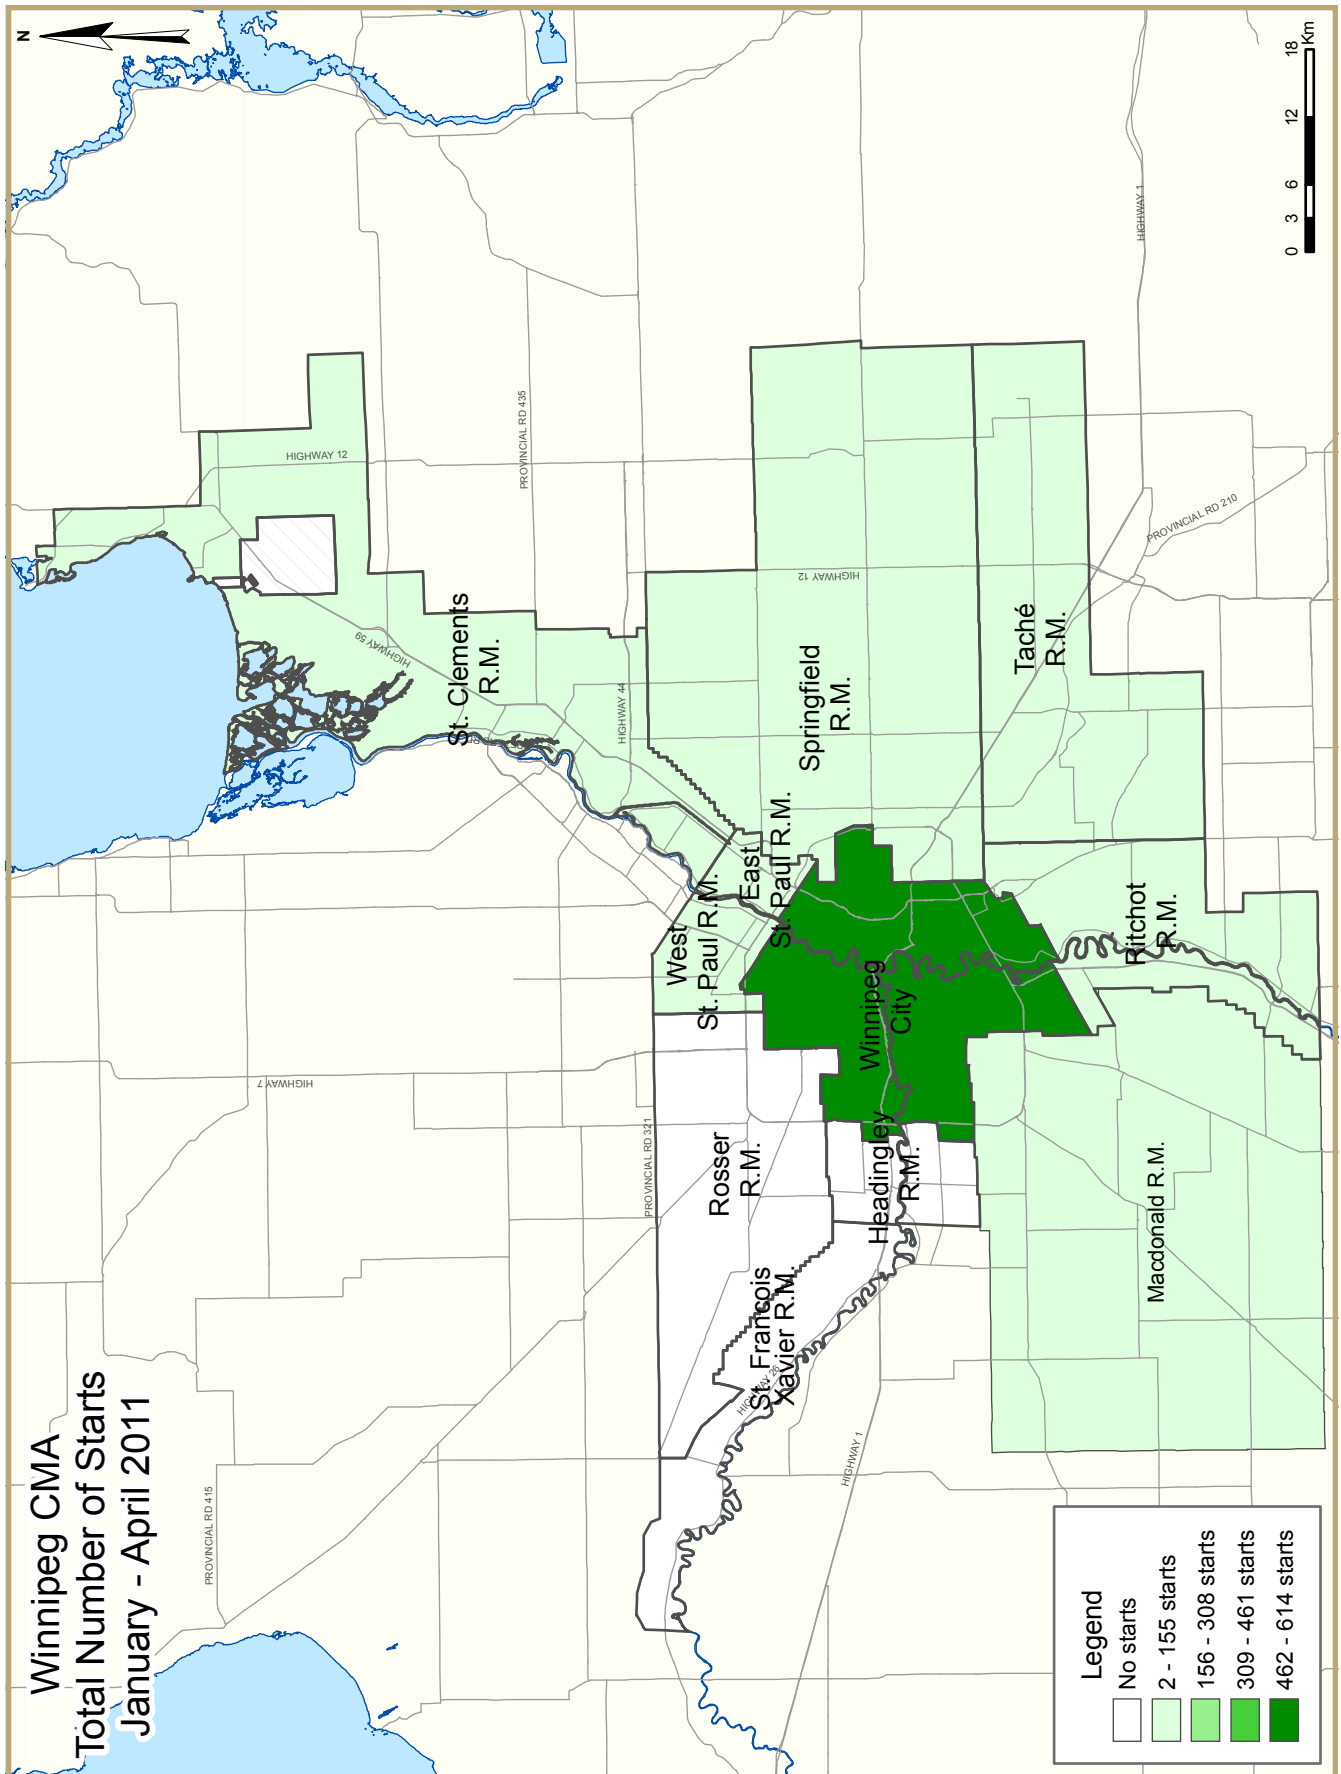 Winnipeg CMA
Total Number of Starts
January - April 2011
N
PROVINCIAL RD 415
HIGHWAY 7
HIGHWAY 12
HIGHWAY 59
PROVINCIAL RD 435
St. Clements
R.M.
HIGHWAY 44
PROVINCIAL RD 321
West
St. Paul R.M.
East
St. Paul R.M.
Rosser
R.M.
Springfield
R.M.
HIGHWAY 12
St. Francois
Xavier R.M.
HIGHWAY 26
Winnipeg
City
Headingley
R.M.
HIGHWAY 1
Taché
R.M.
HIGHWAY 1
PROVINCIAL RD 210
Ritchot
R.M.
Macdonald R.M.
Legend
No starts
2 - 155 starts
156 - 308 starts
309 - 461 starts
462 - 614 starts
0 3 6 12 18
Km